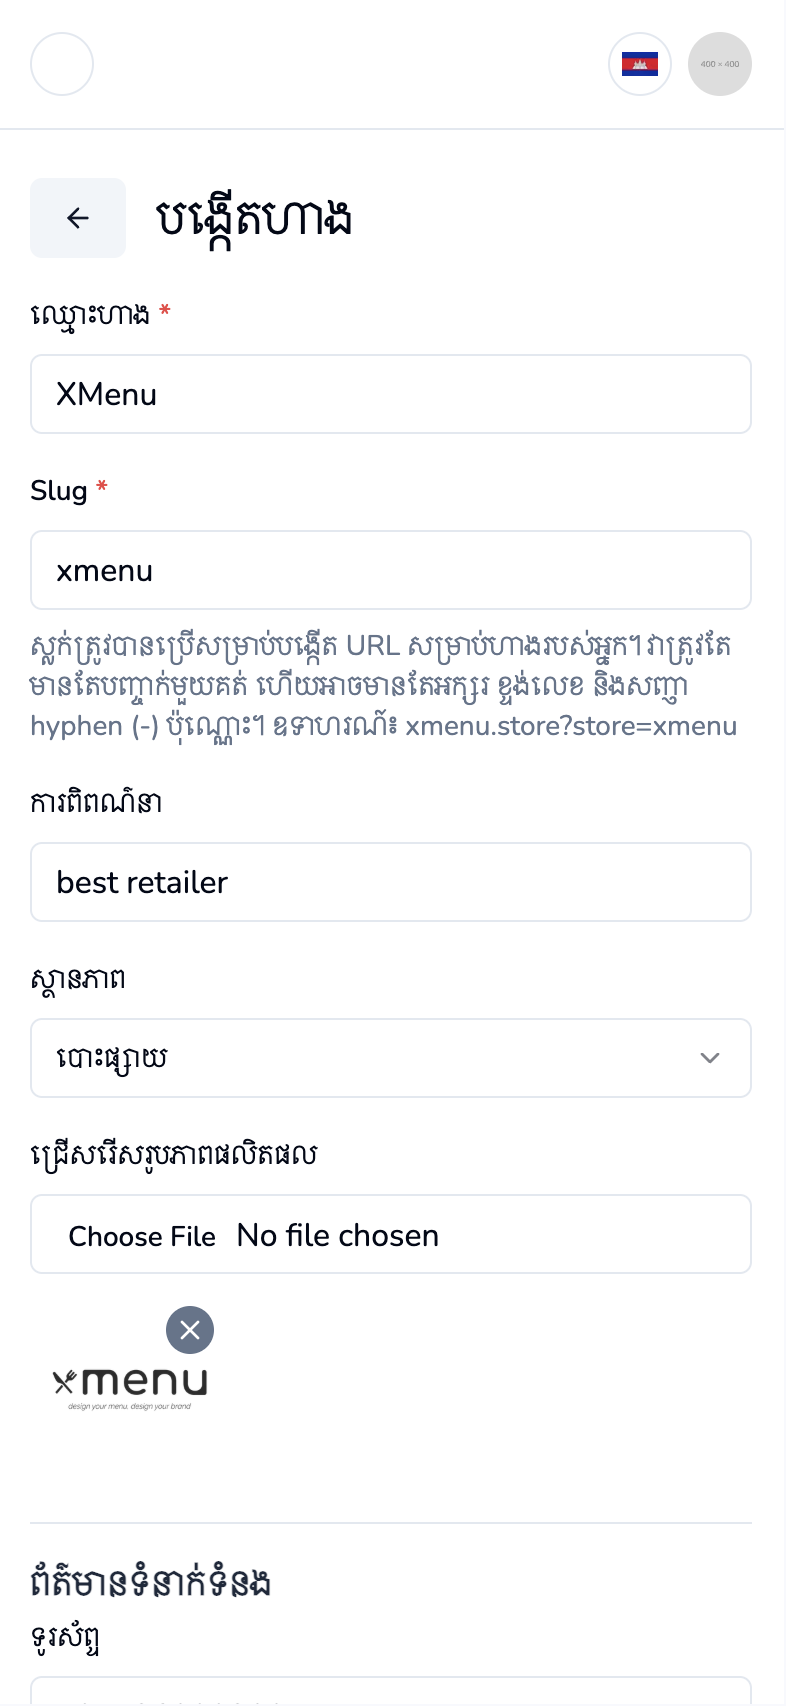 400 × 400
បង្កើតហាង
ឈ្មោះហាង *
XMenu
Slug *
xmenu
ស្លក់ត្រូវបានប្រើសម្រាប់បង្កើត URL សម្រាប់ហាងរបស់អ្នក។ វាត្រូវតែ
មានតែបញ្ចាក់មួយគត់ ហើយអាចមានតែអក្សរ ខ្ទង់លេខ និងសញ្ញា
hyphen (-) ប៉ុណ្ណោះ។ ឧទាហរណ៍៖ xmenu.store?store=xmenu
ការពិពណ៌នា
best retailer
ស្ថានភាព
បោះផ្សាយ
ជ្រើសរើសរូបភាពផលិតផល
Choose File No file chosen
xmenu
design your menu. design your brand
ព័ត៌មានទំនាក់ទំនង
ទូរស័ព្ទ